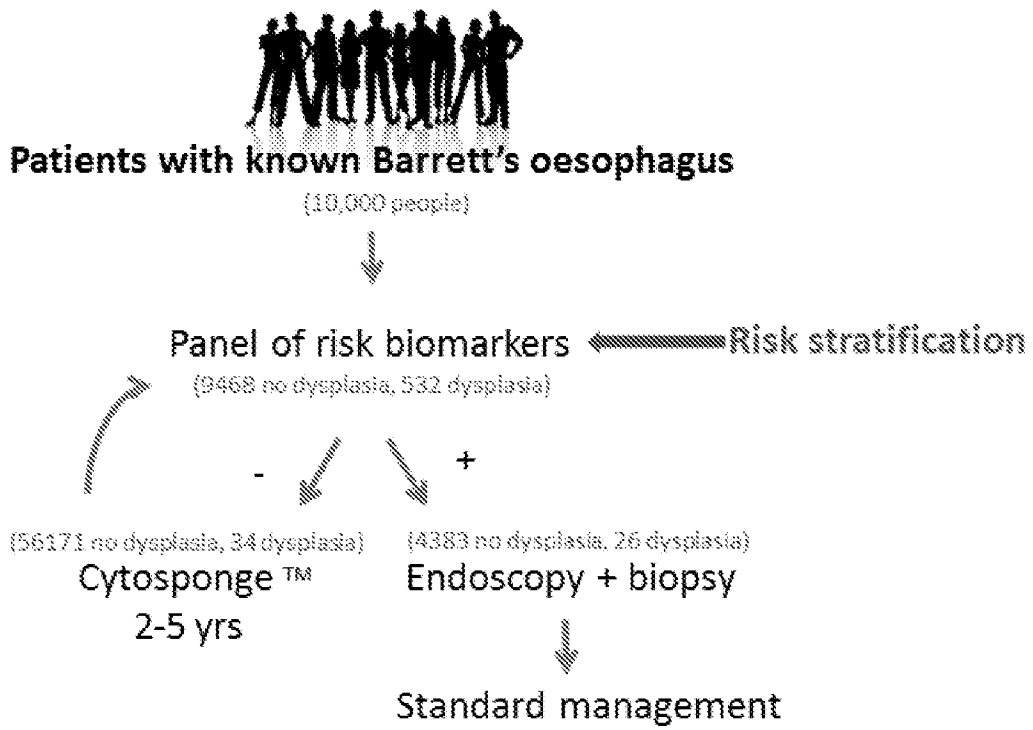 Patients with known Barrett's oesophagus
(10,000 people)
Panel of risk biomarkers
Risk stratification
(9468 no dysplasia, 532 dysplasia)
-
+
(56171 no dysplasia, 34 dysplasia)
(4383 no dysplasia, 26 dysplasia)
Cytosponge TM
Endoscopy + biopsy
2-5 yrs
Standard management